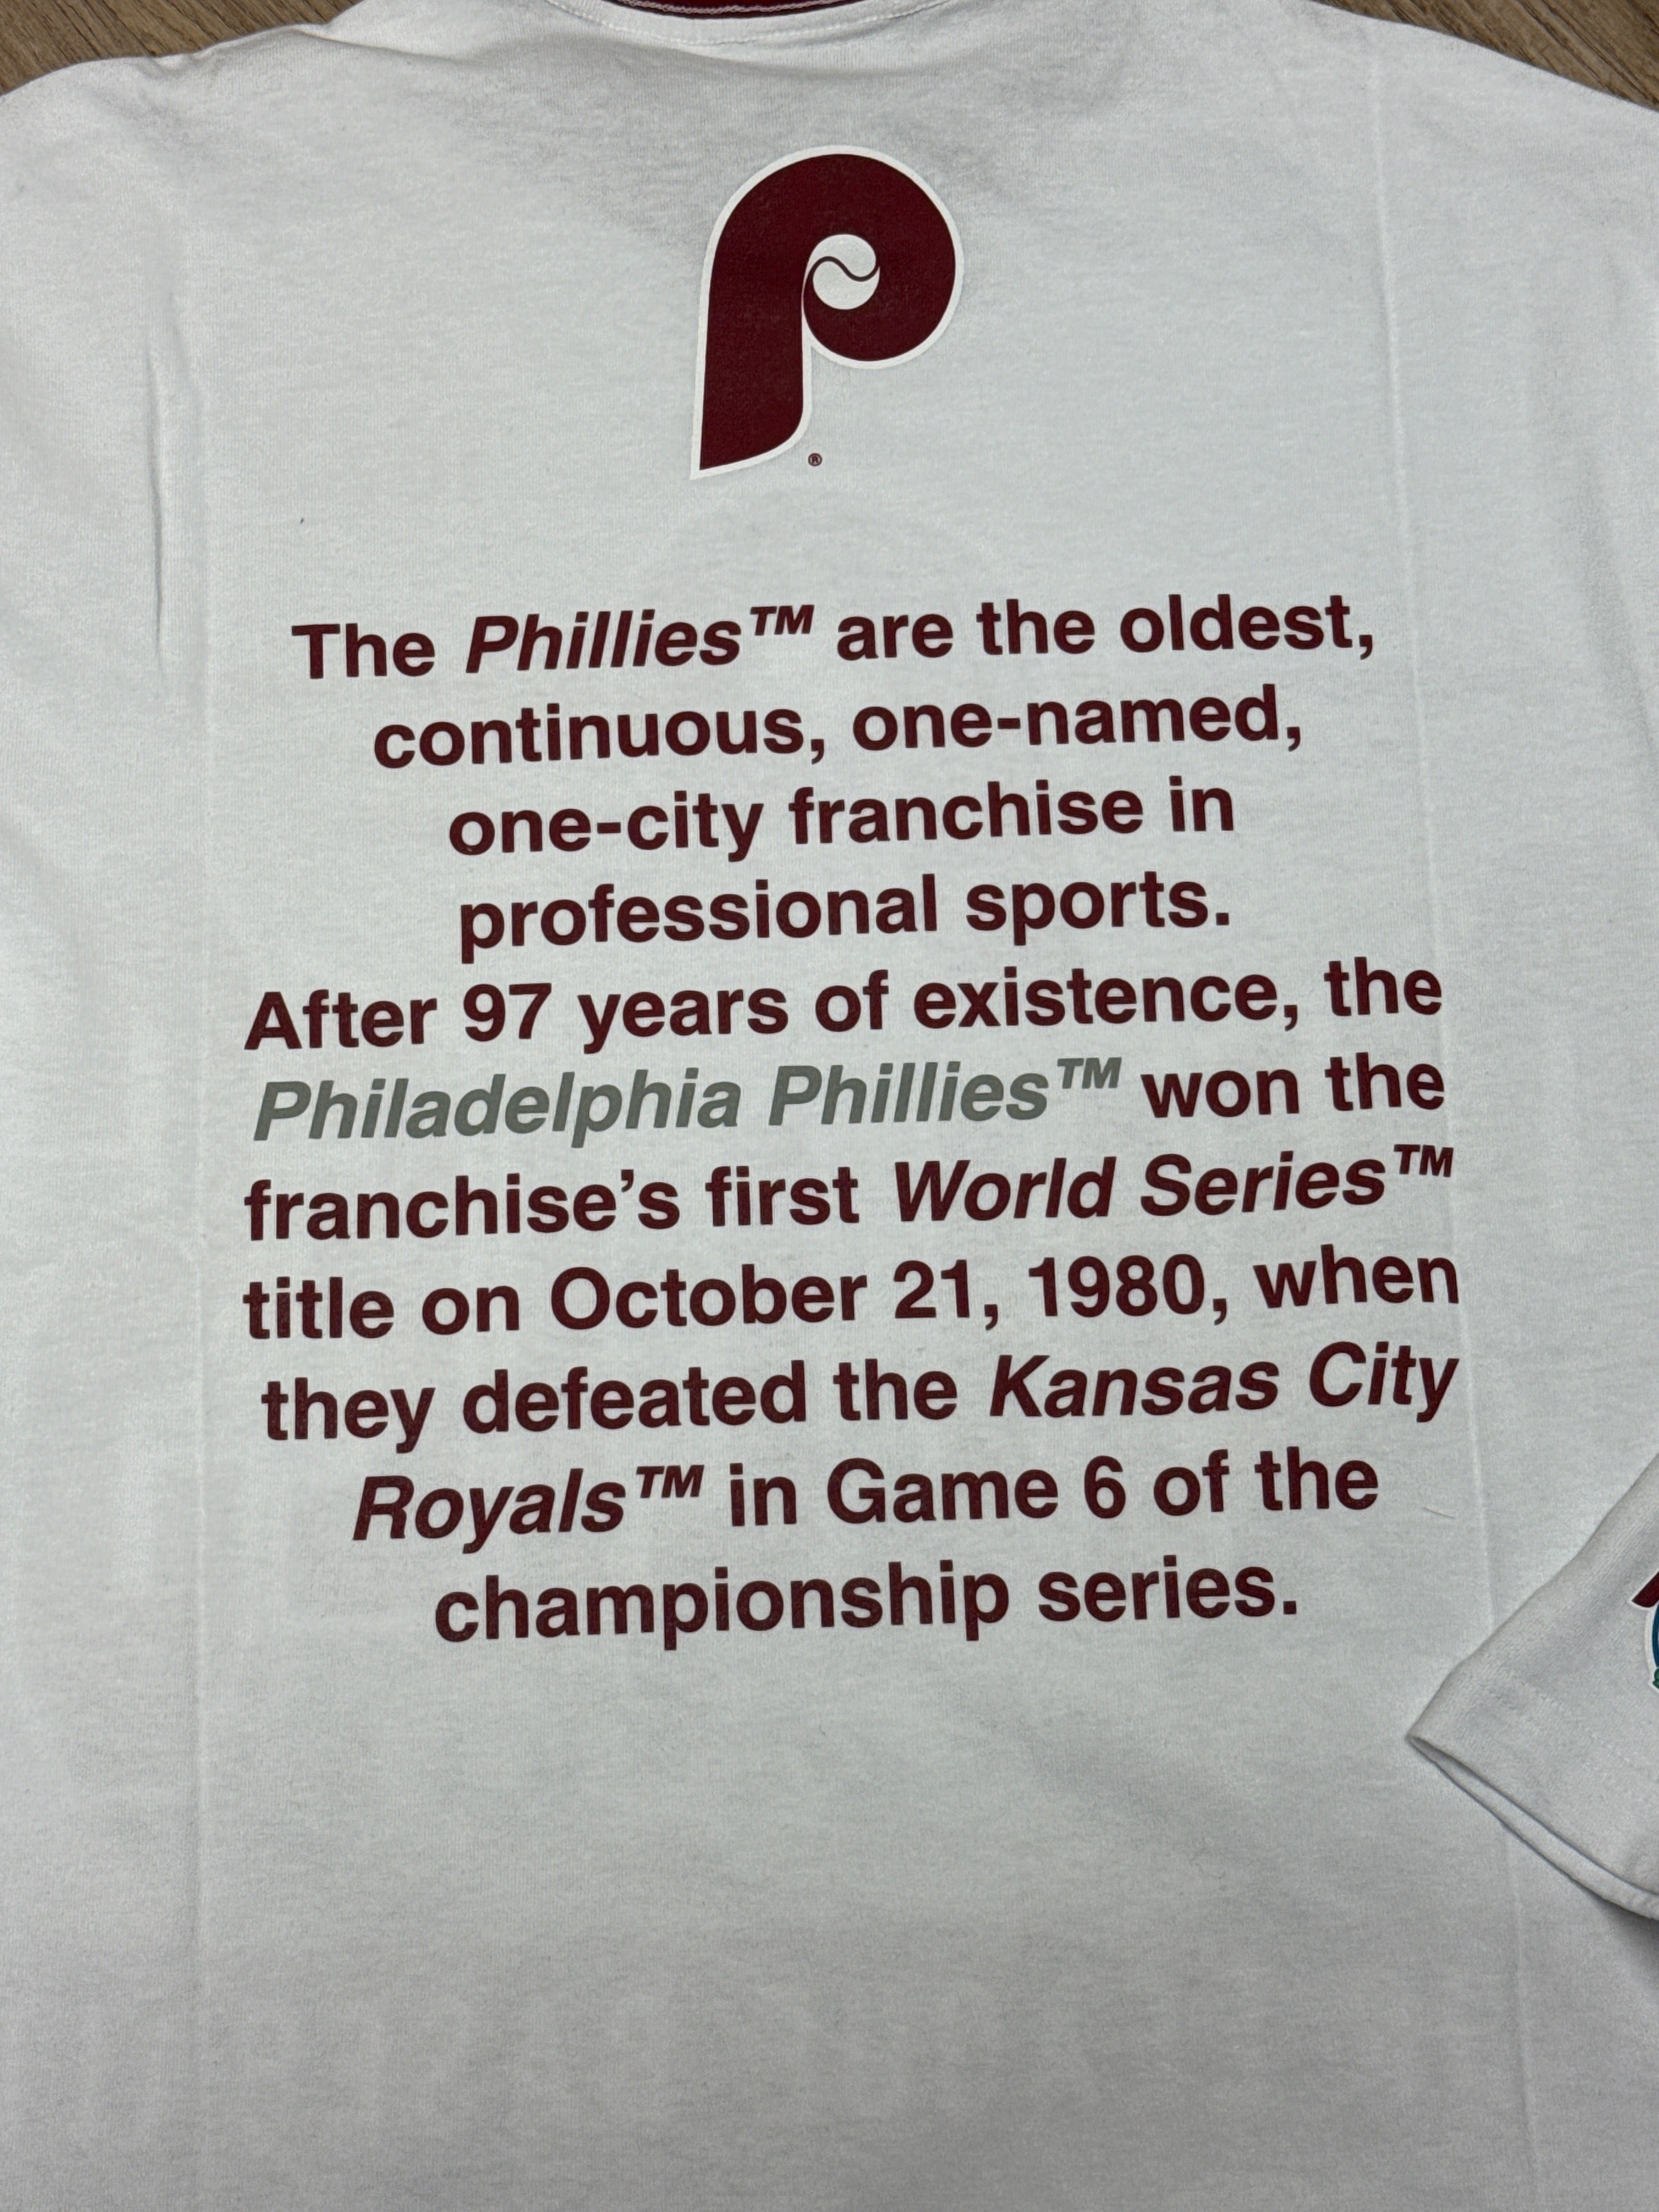 P
®
The Phillies™ are the oldest,
continuous, one-named,
one-city franchise in
professional sports.
After 97 years of existence, the
Philadelphia Phillies™ won the
franchise’s first World Series™
title on October 21, 1980, when
they defeated the Kansas City
Royals™ in Game 6 of the
championship series.